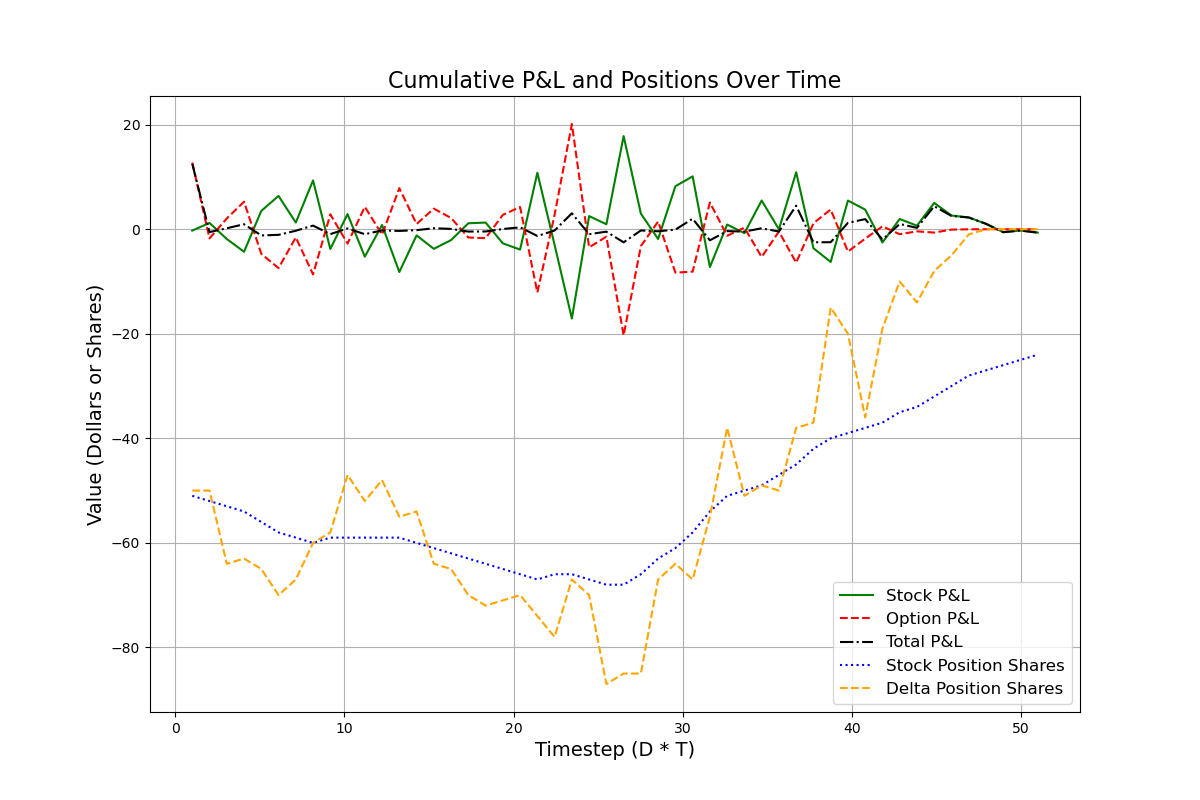 Cumulative P&L and Positions Over Time
Value (Dollars or Shares)
20
0
−20
−40
−60
−80
0 10 20 30 40 50
Timestep (D * T)
Stock P&L
Option P&L
Total P&L
Stock Position Shares
Delta Position Shares